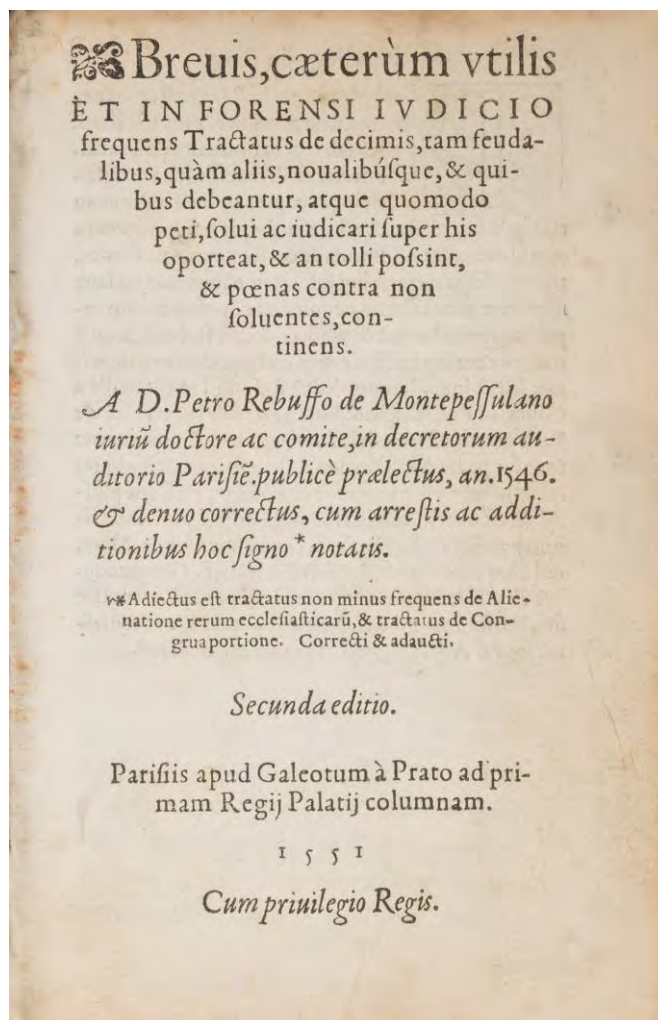 Breuis,cæterùm vtilis
ÈT IN FORENSI IVDICIO
frequens Tractatus de decimis,tam feuda-
libus,quàm aliis,noualibúſque,& qui-
bus debeantur, atque quomodo
peti,ſolui ac iudicari ſuper his
oporteat,& an tolli poſsint,
& pœnas contra non
ſoluentes,con-
tinens.
A D.Petro Rebuffo de Montepeſſulano
iuriũ doctore ac comite,in decretorum au-
ditorio Pariſiẽ.publicè prælectus, an.1546.
& denuo correctus, cum arreſtis ac addi-
tionibus hoc ſigno * notatis.
Adiectus eſt tractatus non minus frequens de Alie-
natione rerum eccleſiaſticarũ,& tractatus de Con-
grua portione. Correcti & adaucti.
Secunda editio.
Pariſiis apud Galeotum à Prato ad pri-
mam Regij Palatij columnam.
1551
Cum priuilegio Regis.